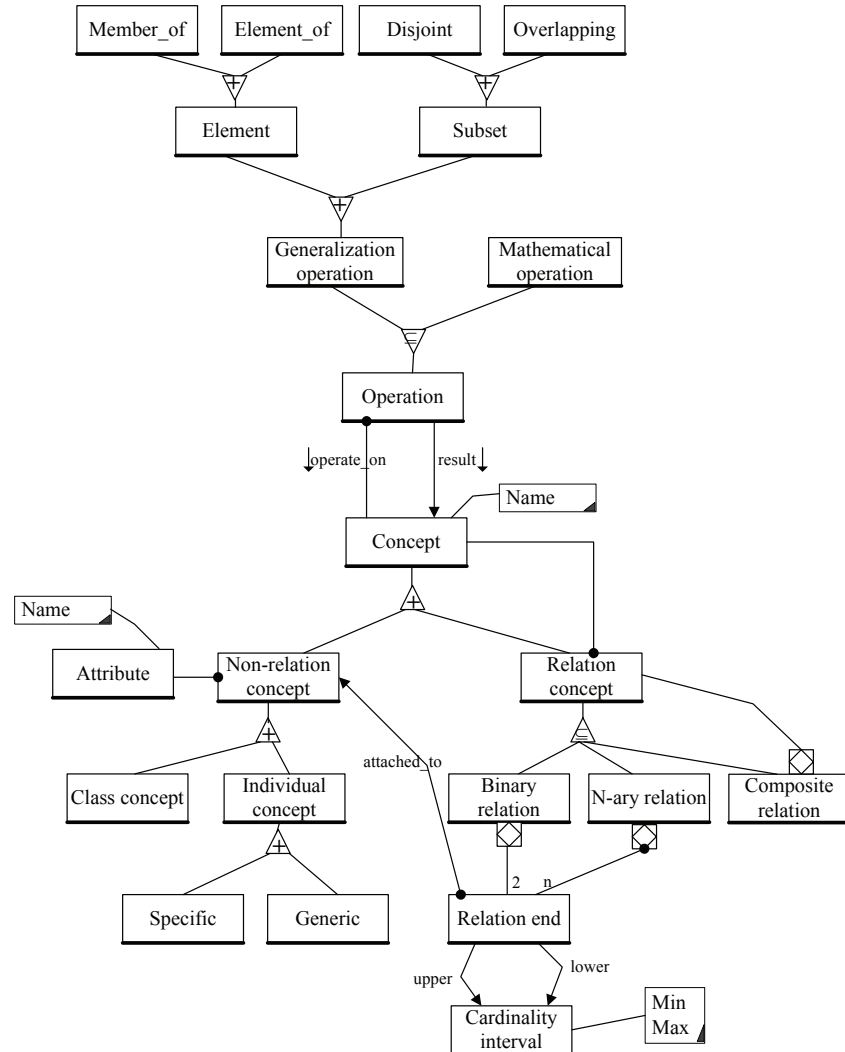 Member_of
Element_of
Disjoint
Overlapping
+
+
Element
Subset
+
Generalization
operation
Mathematical
operation
⊆
Operation
↓operate_on
result↓
Name
Concept
+
Name
Attribute
Non-relation
concept
Relation
concept
+
⊆
attached_to
Class concept
Individual
concept
Binary
relation
N-ary relation
Composite
relation
+
2
n
Specific
Generic
Relation end
upper
lower
Cardinality
interval
Min
Max